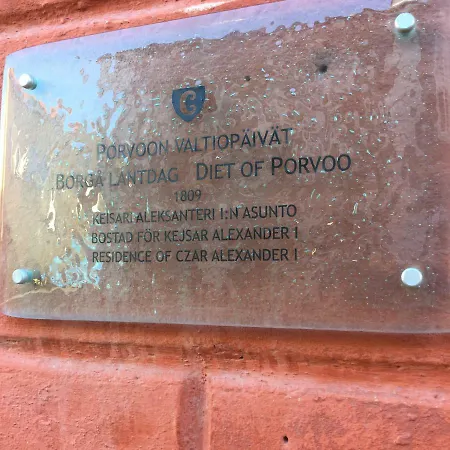 PORVOON VALTIOPÄIVÄT
BORGÅ LANTDAG DIET OF PORVOO
1809
KEISARI ALEKSANTERI I:N ASUNTO
BOSTAD FÖR KEJSAR ALEXANDER I
RESIDENCE OF CZAR ALEXANDER I